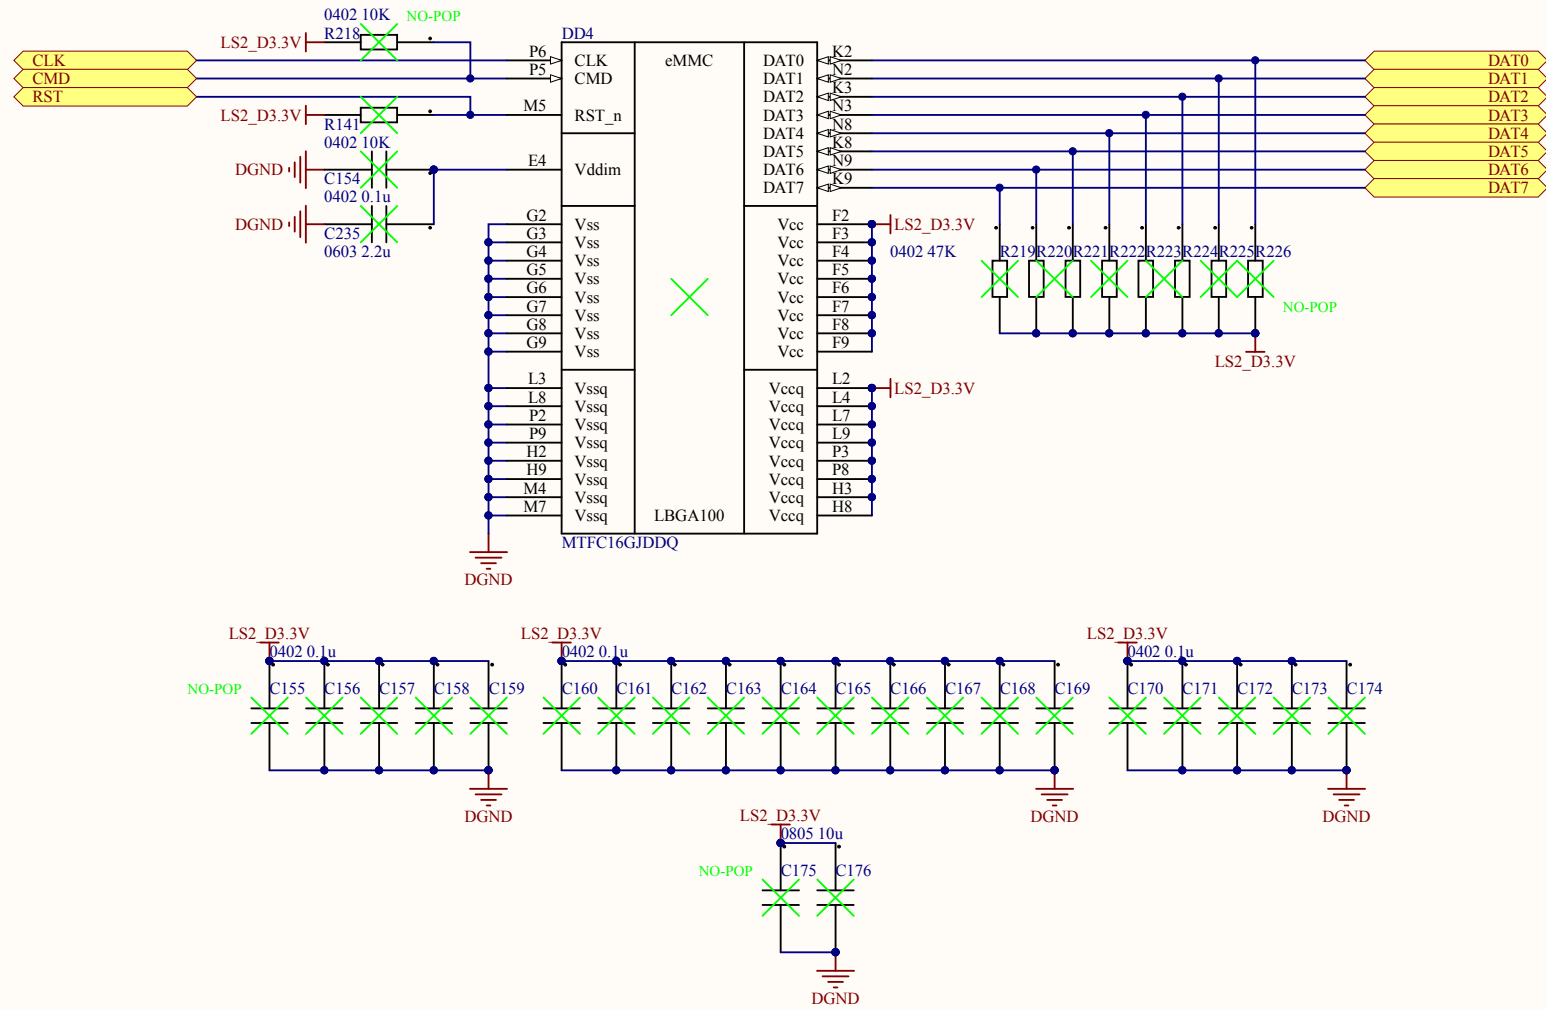 0402 10K
NO-POP
R218
LS2_D3.3V
DD4
CLK
P6
CLK
eMMC
DAT0
K2
DAT0
CMD
P5
CMD
DAT1
N2
DAT1
RST
DAT2
K3
DAT2
LS2_D3.3V
M5
RST_n
DAT3
N3
DAT3
R141
0402 10K
DAT4
N8
DAT4
DAT5
K8
DAT5
DGND
E4
Vddim
DAT6
N9
DAT6
C154
0402 0.1u
DAT7
K9
DAT7
DGND
C235
0603 2.2u
G2
Vss
Vcc
F2
LS2_D3.3V
G3
Vss
Vcc
F3
0402 47K
R219
R220
R221
R222
R223
R224
R225
R226
G4
Vss
Vcc
F4
G5
Vss
Vcc
F5
G6
Vss
Vcc
F6
NO-POP
G7
Vss
Vcc
F7
G8
Vss
Vcc
F8
G9
Vss
Vcc
F9
LS2_D3.3V
L3
Vssq
Vccq
L2
LS2_D3.3V
L8
Vssq
Vccq
L4
P2
Vssq
Vccq
L7
P9
Vssq
Vccq
L9
H2
Vssq
Vccq
P3
H9
Vssq
Vccq
P8
M4
Vssq
Vccq
H3
M7
Vssq
LBGA100
Vccq
H8
MTFC16GJDDQ
DGND
LS2_D3.3V
0402 0.1u
NO-POP
C155
C156
C157
C158
C159
DGND
LS2_D3.3V
0402 0.1u
C160
C161
C162
C163
C164
C165
C166
C167
C168
C169
DGND
LS2_D3.3V
0402 0.1u
C170
C171
C172
C173
C174
DGND
LS2_D3.3V
0805 10u
NO-POP
C175
C176
DGND